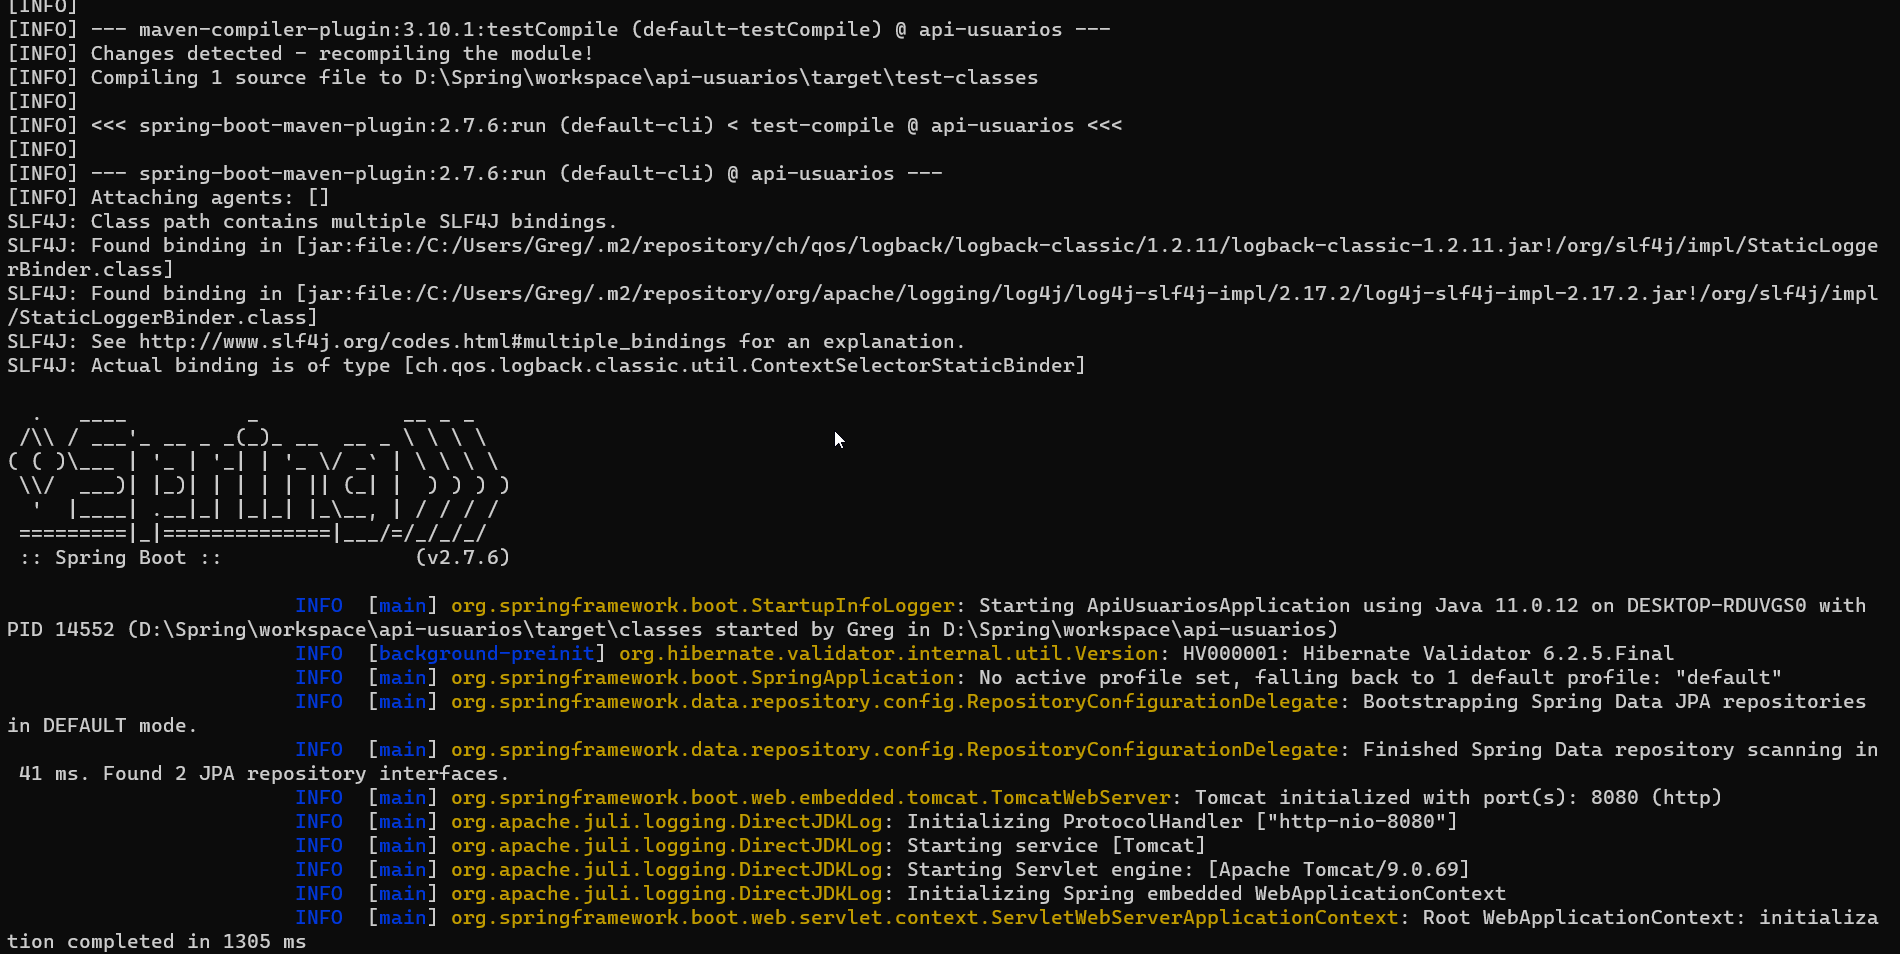 [INFO]
[INFO] --- maven-compiler-plugin:3.10.1:testCompile (default-testCompile) @ api-usuarios ---
[INFO] Changes detected - recompiling the module!
[INFO] Compiling 1 source file to D:\Spring\workspace\api-usuarios\target\test-classes
[INFO]
[INFO] <<< spring-boot-maven-plugin:2.7.6:run (default-cli) < test-compile @ api-usuarios <<<
[INFO]
[INFO] --- spring-boot-maven-plugin:2.7.6:run (default-cli) @ api-usuarios ---
[INFO] Attaching agents: []
SLF4J: Class path contains multiple SLF4J bindings.
SLF4J: Found binding in [jar:file:/C:/Users/Greg/.m2/repository/ch/qos/logback/logback-classic/1.2.11/logback-classic-1.2.11.jar!/org/slf4j/impl/StaticLogge
rBinder.class]
SLF4J: Found binding in [jar:file:/C:/Users/Greg/.m2/repository/org/apache/logging/log4j/log4j-slf4j-impl/2.17.2/log4j-slf4j-impl-2.17.2.jar!/org/slf4j/impl
/StaticLoggerBinder.class]
SLF4J: See http://www.slf4j.org/codes.html#multiple_bindings for an explanation.
SLF4J: Actual binding is of type [ch.qos.logback.classic.util.ContextSelectorStaticBinder]
  .   ____          _            __ _ _
 /\\ / ___'_ __ _ _(_)_ __  __ _ \ \ \ \
( ( )\___ | '_ | '_| | '_ \/ _` | \ \ \ \
 \\/  ___)| |_)| | | | | || (_| |  ) ) ) )
  '  |____| .__|_| |_|_| |_\__, | / / / /
 =========|_|==============|___/=/_/_/_/
 :: Spring Boot ::                (v2.7.6)
INFO  [main] org.springframework.boot.StartupInfoLogger: Starting ApiUsuariosApplication using Java 11.0.12 on DESKTOP-RDUVGS0 with
PID 14552 (D:\Spring\workspace\api-usuarios\target\classes started by Greg in D:\Spring\workspace\api-usuarios)
INFO  [background-preinit] org.hibernate.validator.internal.util.Version: HV000001: Hibernate Validator 6.2.5.Final
INFO  [main] org.springframework.boot.SpringApplication: No active profile set, falling back to 1 default profile: "default"
INFO  [main] org.springframework.data.repository.config.RepositoryConfigurationDelegate: Bootstrapping Spring Data JPA repositories
in DEFAULT mode.
INFO  [main] org.springframework.data.repository.config.RepositoryConfigurationDelegate: Finished Spring Data repository scanning in
 41 ms. Found 2 JPA repository interfaces.
INFO  [main] org.springframework.boot.web.embedded.tomcat.TomcatWebServer: Tomcat initialized with port(s): 8080 (http)
INFO  [main] org.apache.juli.logging.DirectJDKLog: Initializing ProtocolHandler ["http-nio-8080"]
INFO  [main] org.apache.juli.logging.DirectJDKLog: Starting service [Tomcat]
INFO  [main] org.apache.juli.logging.DirectJDKLog: Starting Servlet engine: [Apache Tomcat/9.0.69]
INFO  [main] org.apache.juli.logging.DirectJDKLog: Initializing Spring embedded WebApplicationContext
INFO  [main] org.springframework.boot.web.servlet.context.ServletWebServerApplicationContext: Root WebApplicationContext: initializa
tion completed in 1305 ms